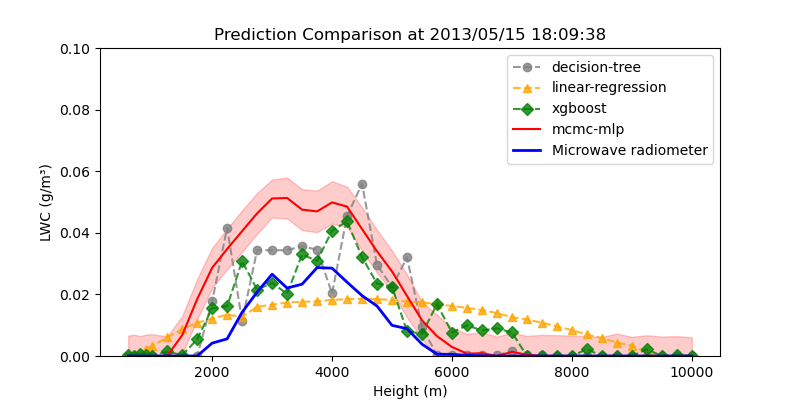 Prediction Comparison at 2013/05/15 18:09:38
0.10
0.08
0.06
0.04
0.02
0.00
LWC (g/m³)
decision-tree
linear-regression
xgboost
mcmc-mlp
Microwave radiometer
2000 4000 6000 8000 10000
Height (m)